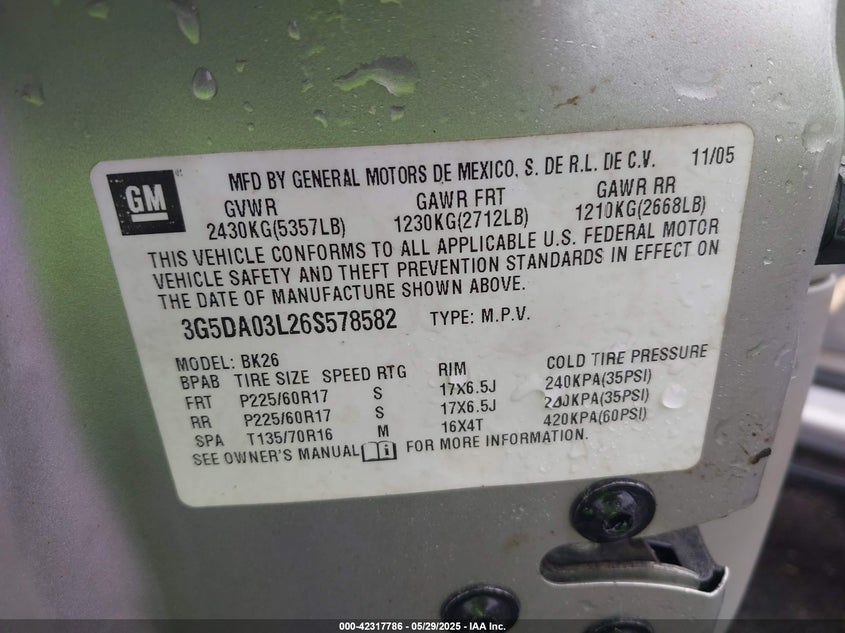 GM
MFD BY GENERAL MOTORS DE MEXICO, S. DE R.L. DE C.V. 11/05
GVWR GAWR FRT GAWR RR
2430KG(5357LB) 1230KG(2712LB) 1210KG(2668LB)
THIS VEHICLE CONFORMS TO ALL APPLICABLE U.S. FEDERAL MOTOR
VEHICLE SAFETY AND THEFT PREVENTION STANDARDS IN EFFECT ON
THE DATE OF MANUFACTURE SHOWN ABOVE.
3G5DA03L26S578582 TYPE: M.P.V.
MODEL: BK26
BPAB TIRE SIZE SPEED RTG RIM COLD TIRE PRESSURE
FRT P225/60R17 S 17X6.5J 240KPA(35PSI)
RR P225/60R17 S 17X6.5J 240KPA(35PSI)
SPA T135/70R16 M 16X4T 420KPA(60PSI)
SEE OWNER'S MANUAL FOR MORE INFORMATION.
000-42317786 - 05/29/2025 - IAA Inc.